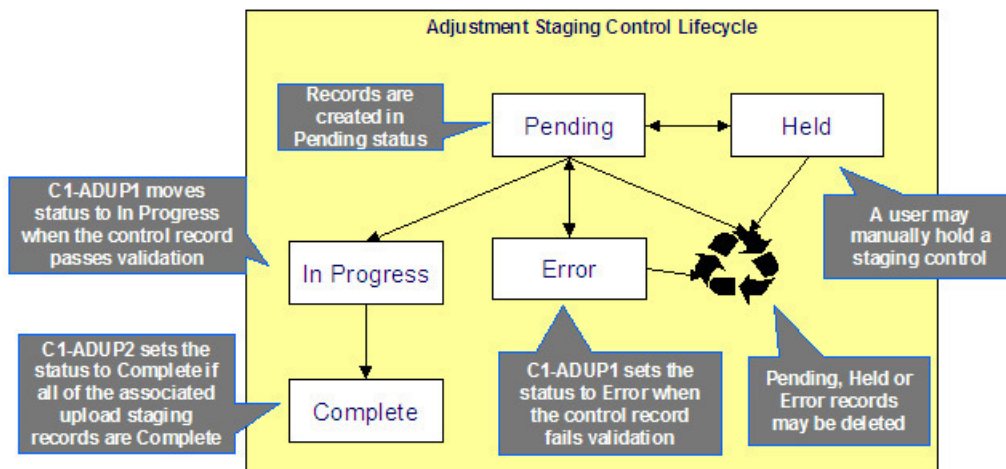 Adjustment Staging Control Lifecycle
Records are
created in
Pending status
Pending
Held
C1-ADUP1 moves
status to In Progress
when the control record
passes validation
A user may
manually hold a
staging control
In Progress
Error
C1-ADUP2 sets the
status to Complete if
all of the associated
upload staging
records are Complete
Complete
C1-ADUP1 sets the
status to Error when
the control record
fails validation
Pending, Held or
Error records
may be deleted